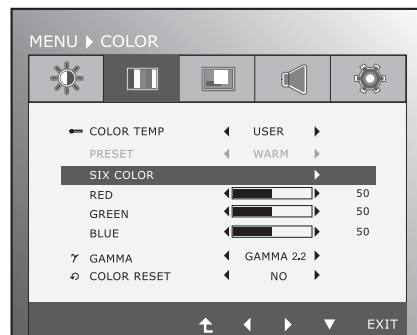 MENU ▶ COLOR
COLOR TEMP ◀ USER ▶
PRESET ◀ WARM ▶
SIX COLOR ▶
RED 50
GREEN 50
BLUE 50
γ GAMMA ◀ GAMMA 2.2 ▶
COLOR RESET ◀ NO ▶
EXIT